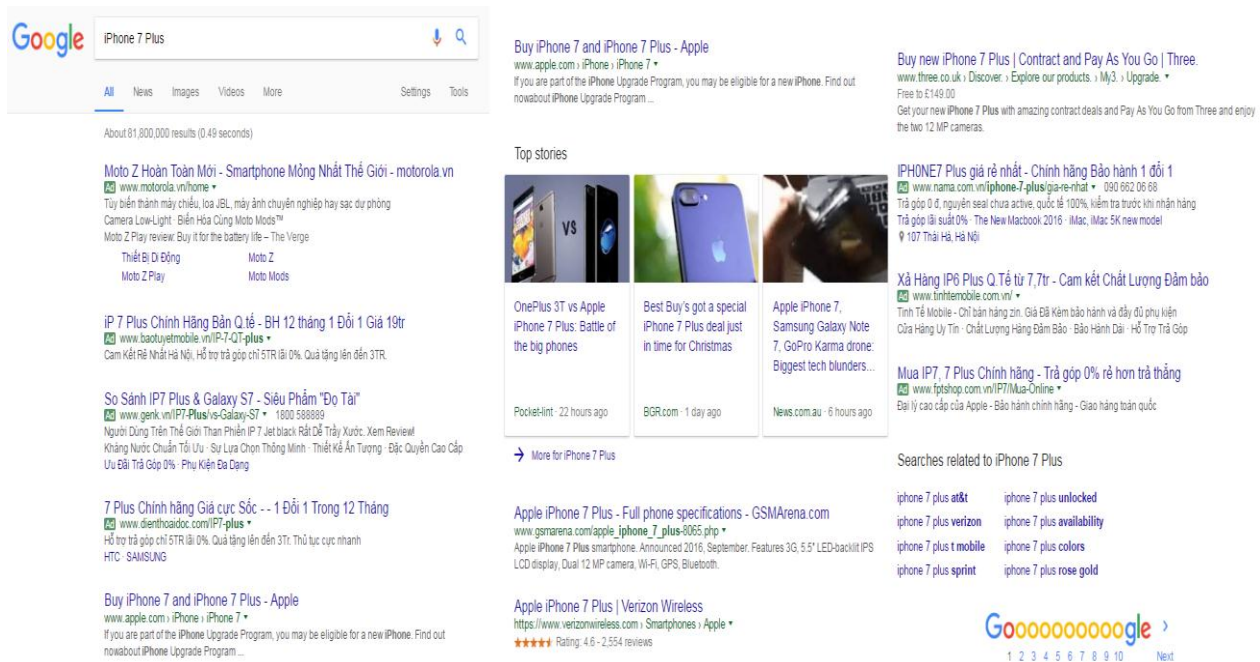 Google
iPhone 7 Plus
All News Images Videos More Settings Tools
About 81,800,000 results (0.49 seconds)
Moto Z Hoàn Toàn Mới - Smartphone Mỏng Nhất Thế Giới - motorola.vn
Ad www.motorola.vn/home
Tùy biến thành máy chiếu, loa JBL, máy ảnh chuyên nghiệp hay sạc dự phòng
Camera Low-Light · Biến Hóa Cùng Moto Mods™
Moto Z Play review: Buy it for the battery life – The Verge
Thiết Bị Di Động Moto Z
Moto Z Play Moto Mods
iP 7 Plus Chính Hãng Bản Q.tế - BH 12 tháng 1 Đổi 1 Giá 19tr
Ad www.baotuyetmobile.vn/IP-7-QT-plus
Cam Kết Rẻ Nhất Hà Nội, Hỗ trợ trả góp chỉ 5TR lãi 0%. Quà tặng lên đến 3TR.
So Sánh IP7 Plus & Galaxy S7 - Siêu Phẩm "Đọ Tài"
Ad www.genk.vn/IP7-Plus/vs-Galaxy-S7 1800 588889
Người Dùng Trên Thế Giới Than Phiền IP 7 Jet black Rất Dễ Trầy Xước. Xem Review!
Kháng Nước Chuẩn Tối Ưu · Sự Lựa Chọn Thông Minh · Thiết Kế Ấn Tượng · Đặc Quyền Cao Cấp
Ưu Đãi Trả Góp 0% · Phụ Kiện Đa Dạng
7 Plus Chính hãng Giá cực Sốc - - 1 Đổi 1 Trong 12 Tháng
Ad www.dienthoaidoc.com/IP7-plus
Hỗ trợ trả góp chỉ 5TR lãi 0%. Quà tặng lên đến 3Tr. Thủ tục cực nhanh
HTC · SAMSUNG
Buy iPhone 7 and iPhone 7 Plus - Apple
www.apple.com › iPhone › iPhone 7
If you are part of the iPhone Upgrade Program, you may be eligible for a new iPhone. Find out
nowabout iPhone Upgrade Program ...
Buy iPhone 7 and iPhone 7 Plus - Apple
www.apple.com › iPhone › iPhone 7
If you are part of the iPhone Upgrade Program, you may be eligible for a new iPhone. Find out
nowabout iPhone Upgrade Program ...
Top stories
VS
OnePlus 3T vs Apple
iPhone 7 Plus: Battle of
the big phones
Pocket-lint · 22 hours ago
Best Buy's got a special
iPhone 7 Plus deal just
in time for Christmas
BGR.com · 1 day ago
Apple iPhone 7,
Samsung Galaxy Note
7, GoPro Karma drone:
Biggest tech blunders...
News.com.au · 6 hours ago
More for iPhone 7 Plus
Apple iPhone 7 Plus - Full phone specifications - GSMArena.com
www.gsmarena.com/apple_iphone_7_plus-8065.php
Apple iPhone 7 Plus smartphone. Announced 2016, September. Features 3G, 5.5" LED-backlit IPS
LCD display, Dual 12 MP camera, Wi-Fi, GPS, Bluetooth.
Apple iPhone 7 Plus | Verizon Wireless
https://www.verizonwireless.com › Smartphones › Apple
Rating: 4.6 - 2,554 reviews
Buy new iPhone 7 Plus | Contract and Pay As You Go | Three.
www.three.co.uk › Discover. › Explore our products. › My3. › Upgrade.
Free to £149.00
Get your new iPhone 7 Plus with amazing contract deals and Pay As You Go from Three and enjoy
the two 12 MP cameras.
IPH0NE7 Plus giá rẻ nhất - Chính hãng Bảo hành 1 đổi 1
Ad www.nama.com.vn/iphone-7-plus/gia-re-nhat 090 662 06 68
Trả góp 0 đ, nguyên seal chưa active, quốc tế 100%, kiểm tra trước khi nhận hàng
Trả góp lãi suất 0% · The New Macbook 2016 · iMac, iMac 5K new model
107 Thái Hà, Hà Nội
Xả Hàng IP6 Plus Q.Tế từ 7,7tr - Cam kết Chất Lượng Đảm bảo
Ad www.tinhtemobile.com.vn/
Tinh Tế Mobile - Chỉ bán hàng zin. Giá Đã Kèm bảo hành và đầy đủ phụ kiện
Cửa Hàng Uy Tín · Chất Lượng Hàng Đảm Bảo · Bảo Hành Dài · Hỗ Trợ Trả Góp
Mua IP7, 7 Plus Chính hãng - Trả góp 0% rẻ hơn trả thẳng
Ad www.fptshop.com.vn/IP7/Mua-Online
Đại lý cao cấp của Apple - Bảo hành chính hãng - Giao hàng toàn quốc
Searches related to iPhone 7 Plus
iphone 7 plus at&t iphone 7 plus unlocked
iphone 7 plus verizon iphone 7 plus availability
iphone 7 plus t mobile iphone 7 plus colors
iphone 7 plus sprint iphone 7 plus rose gold
Goooooooooogle
1 2 3 4 5 6 7 8 9 10 Next